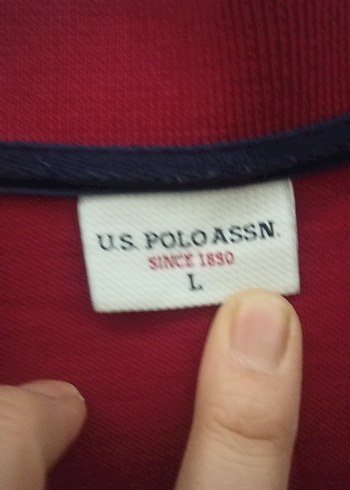 U.S. POLO ASSN.
SINCE 1890
L